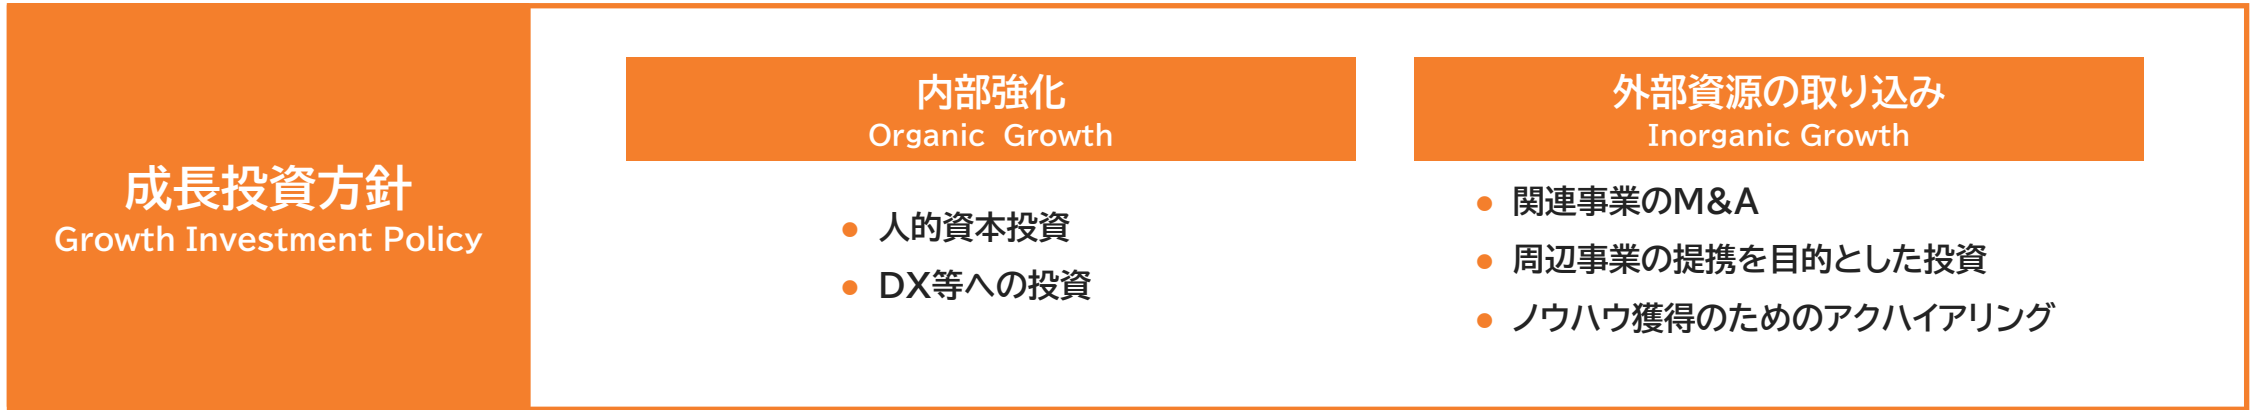 成長投資方針
Growth Investment Policy
内部強化
Organic Growth
● 人的資本投資
● DX等への投資
外部資源の取り込み
Inorganic Growth
● 関連事業のM&A
● 周辺事業の提携を目的とした投資
● ノウハウ獲得のためのアクハイアリング